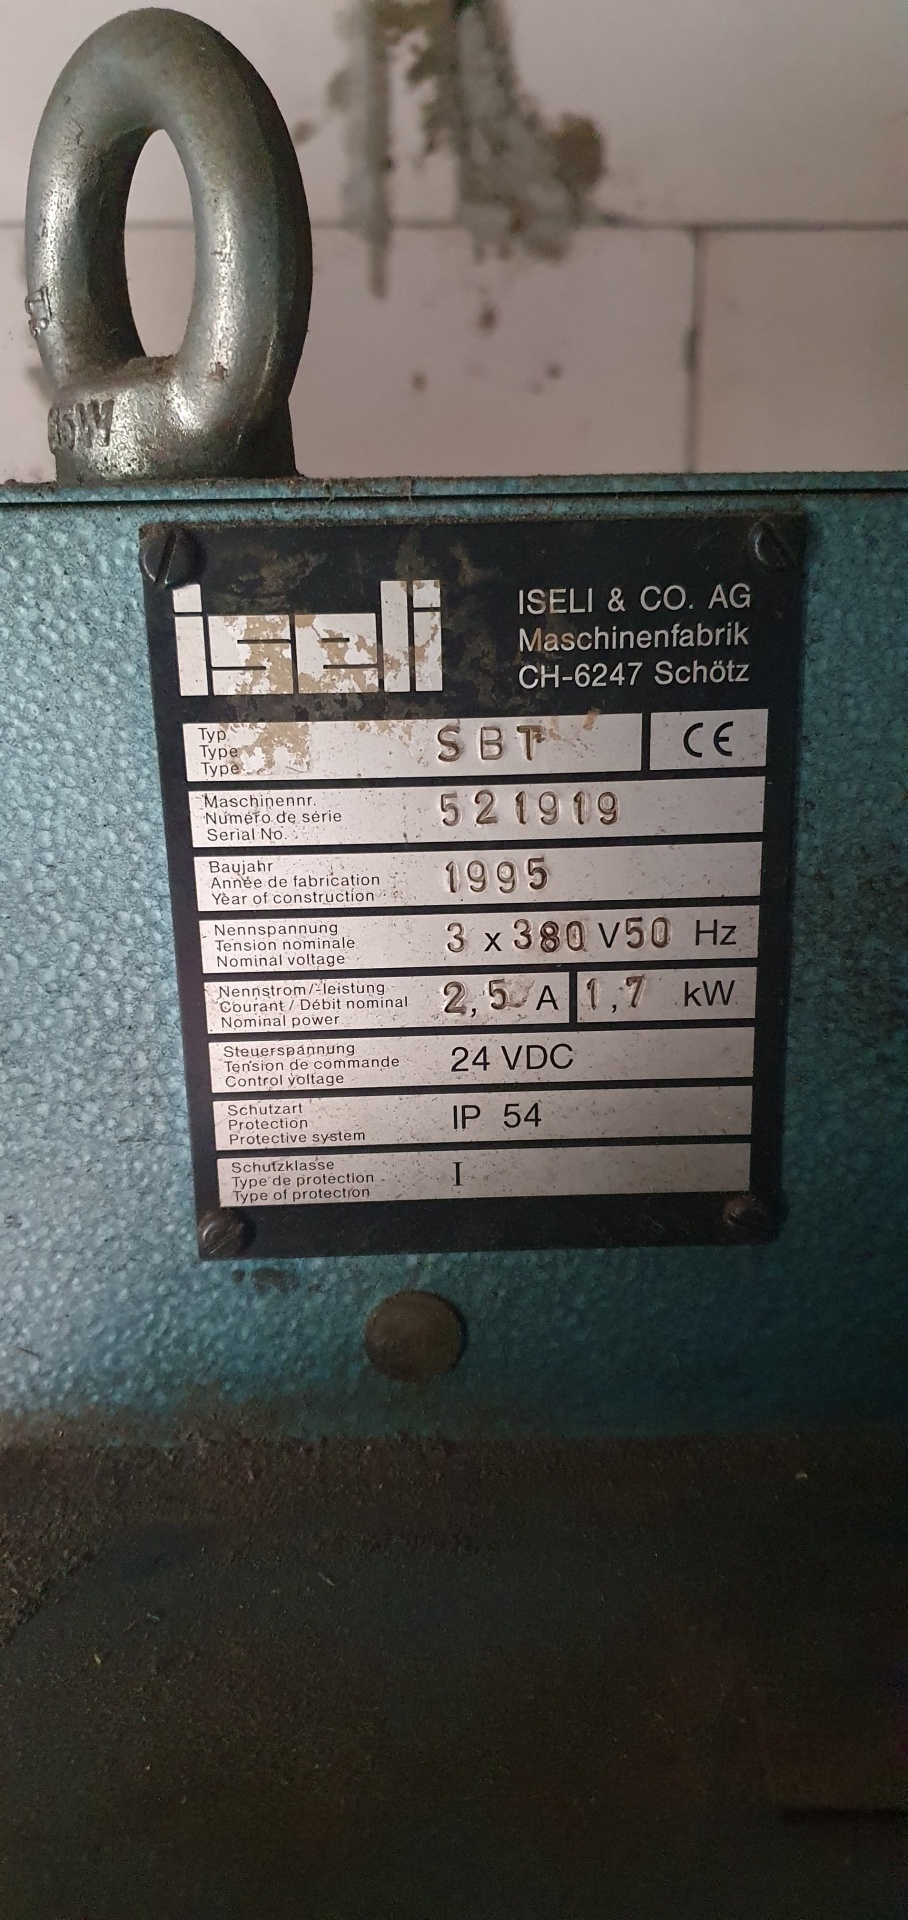 iseli
ISELI & CO. AG
Maschinenfabrik
CH-6247 Schötz
Typ
Type
Type
SBT
CE
Maschinennr.
Numéro de série
Serial No.
521919
Baujahr
Année de fabrication
Year of construction
1995
Nennspannung
Tension nominale
Nominal voltage
3 x 380 V 50 Hz
Nennstrom/-leistung
Courant / Débit nominal
Nominal power
2,5 A
1,7 kW
Steuerspannung
Tension de commande
Control voltage
24 VDC
Schutzart
Protection
Protective system
IP 54
Schutzklasse
Type de protection
Type of protection
I